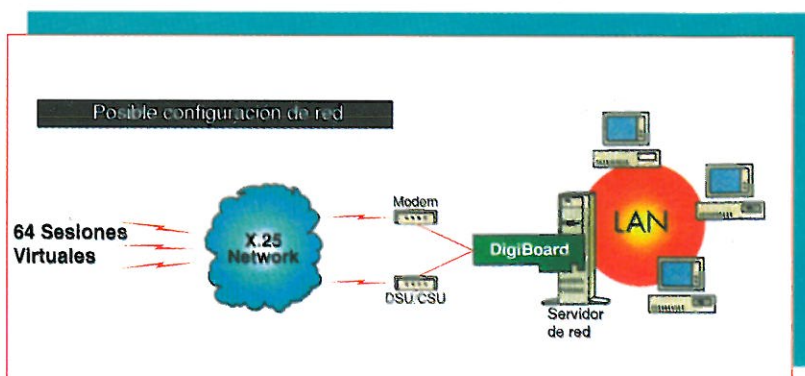 Posible configuración de red
64 Sesiones
Virtuales
X.25
Network
Modem
DSU/CSU
DigiBoard
Servidor
de red
LAN